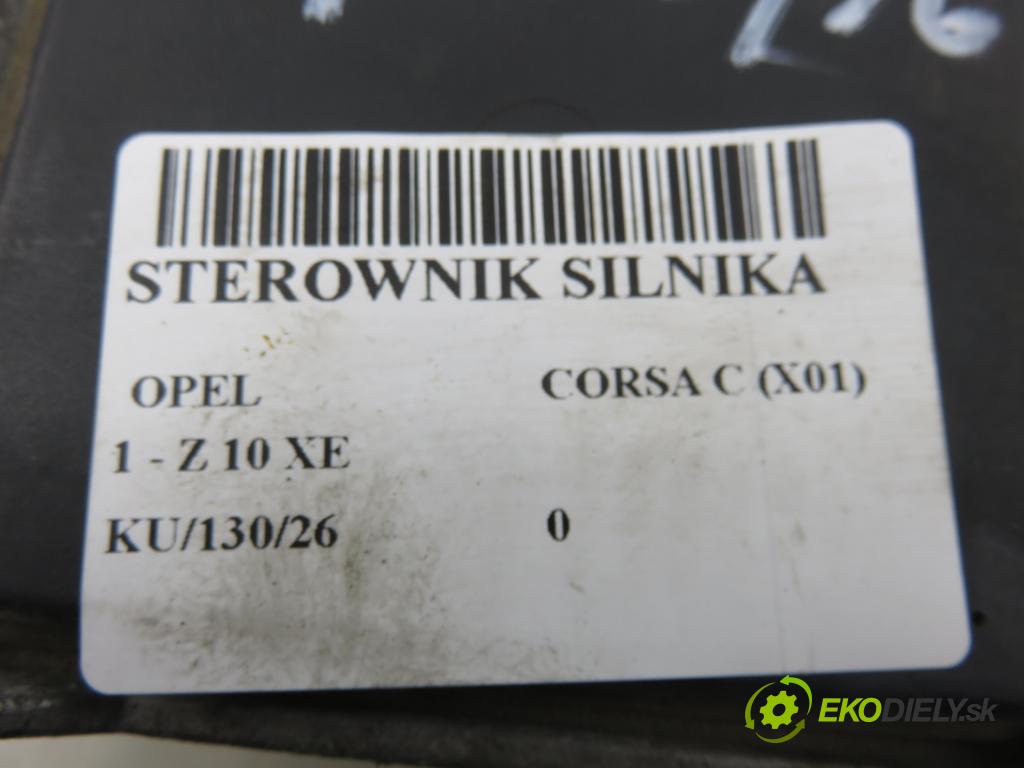 STEROWNIK SILNIKA
OPEL CORSA C (X01)
1 - Z 10 XE
KU/130/26 0
EKODIELY.sk